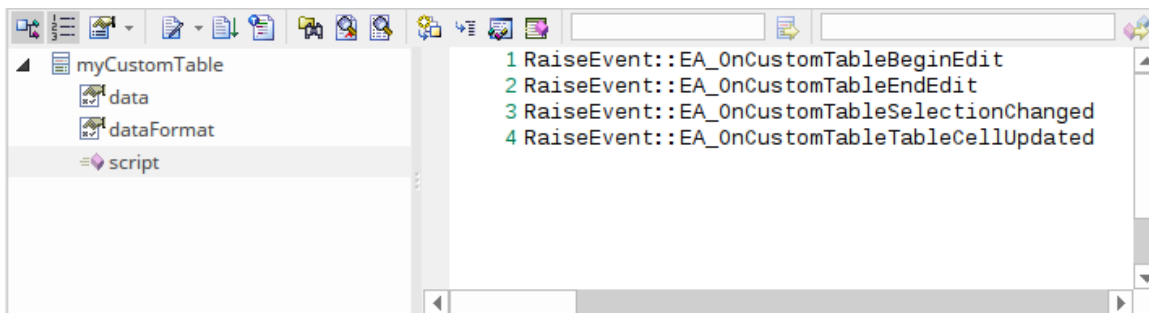 myCustomTable
data
dataFormat
script
1 RaiseEvent::EA_OnCustomTableBeginEdit
2 RaiseEvent::EA_OnCustomTableEndEdit
3 RaiseEvent::EA_OnCustomTableSelectionChanged
4 RaiseEvent::EA_OnCustomTableTableCellUpdated